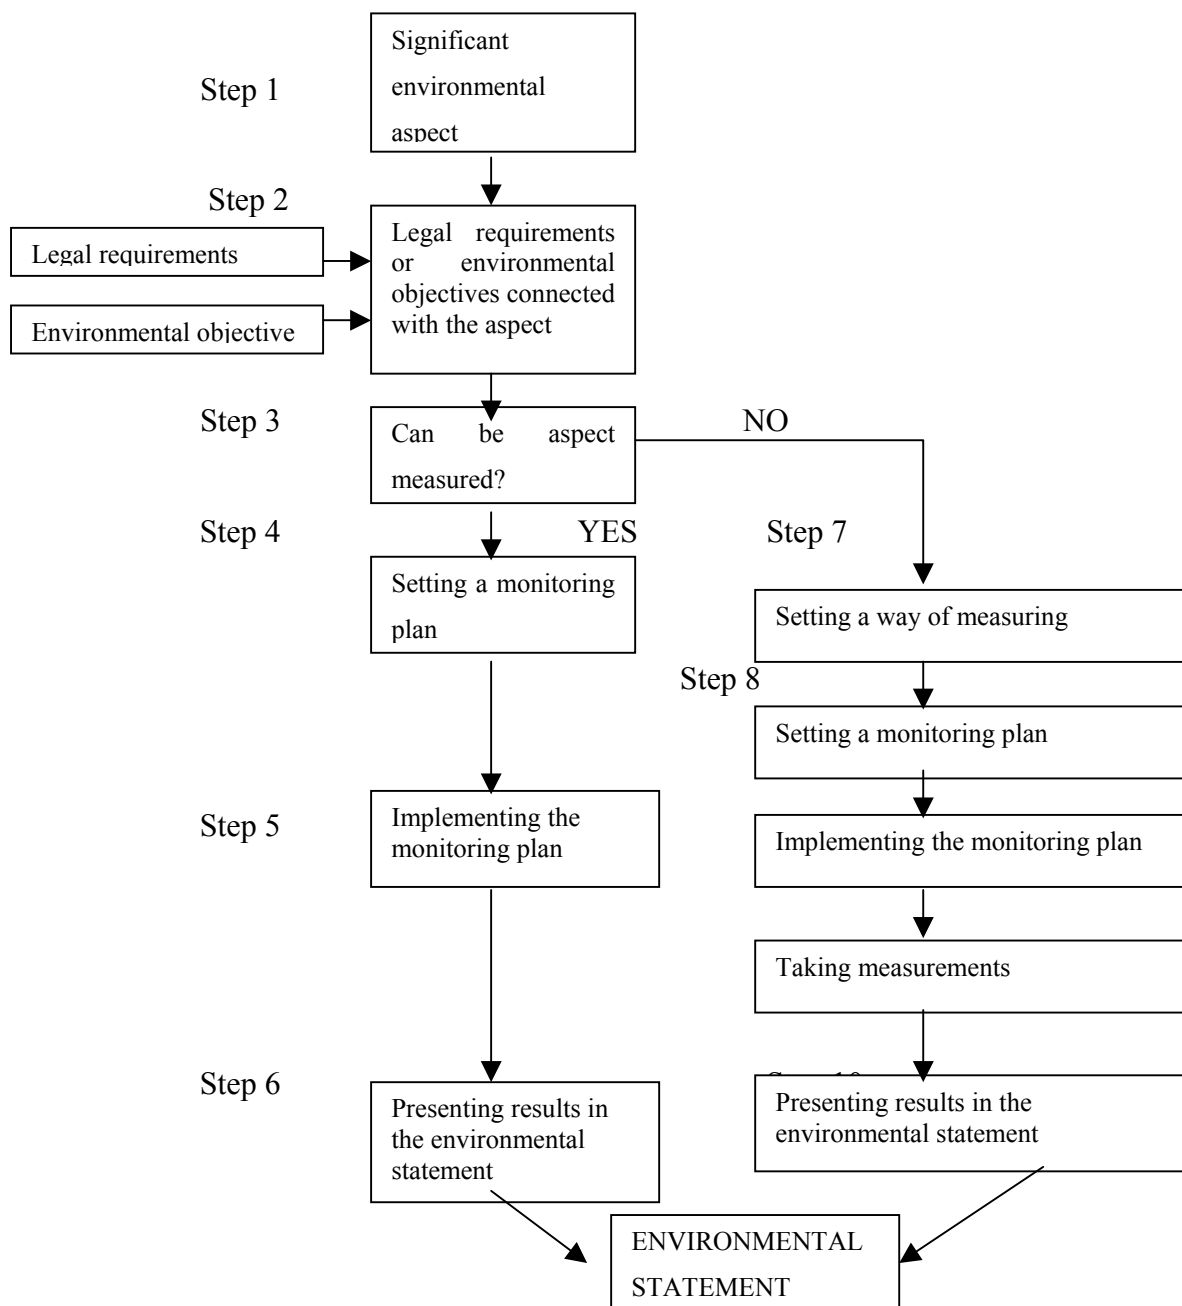 Significant
environmental
aspect
Step 1
Step 2
Legal requirements
Environmental objective
Legal requirements
or environmental
objectives connected
with the aspect
Step 3
Can be aspect
measured?
NO
Step 4
YES
Setting a monitoring
plan
Step 7
Setting a way of measuring
Step 8
Setting a monitoring plan
Step 5
Implementing the
monitoring plan
Implementing the monitoring plan
Taking measurements
Step 6
Presenting results in
the environmental
statement
Presenting results in the
environmental statement
ENVIRONMENTAL
STATEMENT